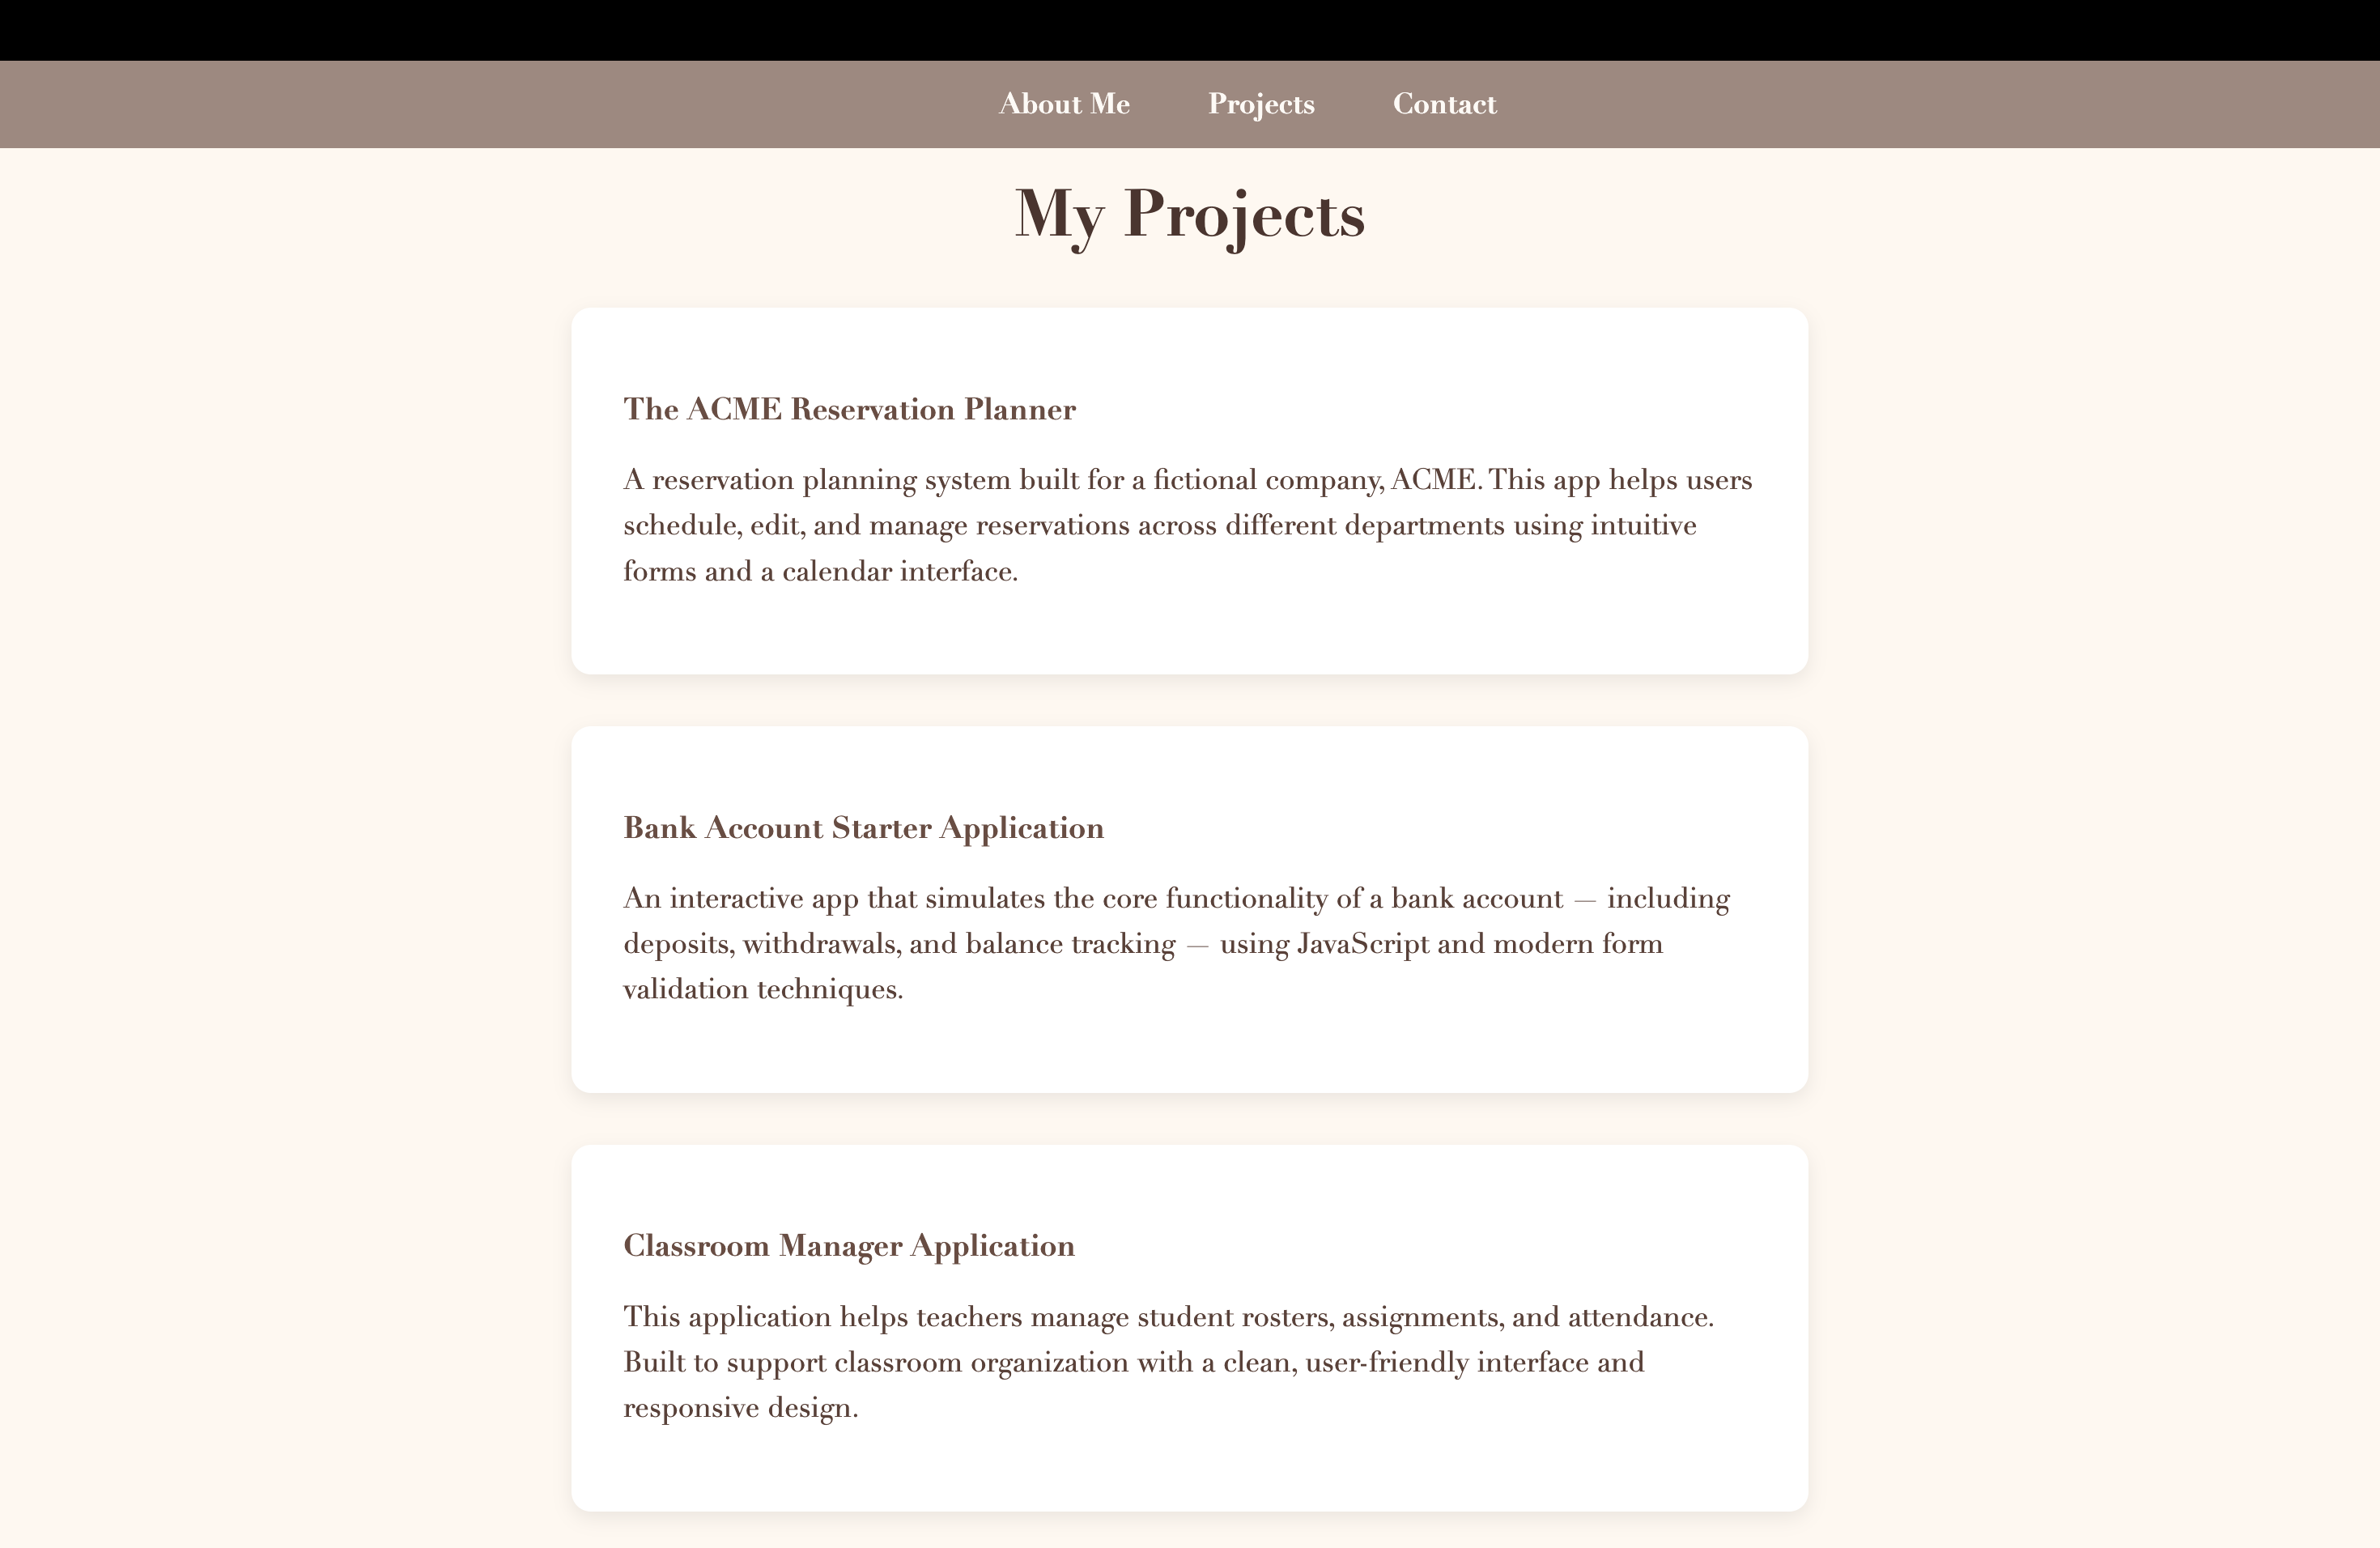 About Me Projects Contact
My Projects
The ACME Reservation Planner
A reservation planning system built for a fictional company, ACME. This app helps users
schedule, edit, and manage reservations across different departments using intuitive
forms and a calendar interface.
Bank Account Starter Application
An interactive app that simulates the core functionality of a bank account — including
deposits, withdrawals, and balance tracking — using JavaScript and modern form
validation techniques.
Classroom Manager Application
This application helps teachers manage student rosters, assignments, and attendance.
Built to support classroom organization with a clean, user-friendly interface and
responsive design.